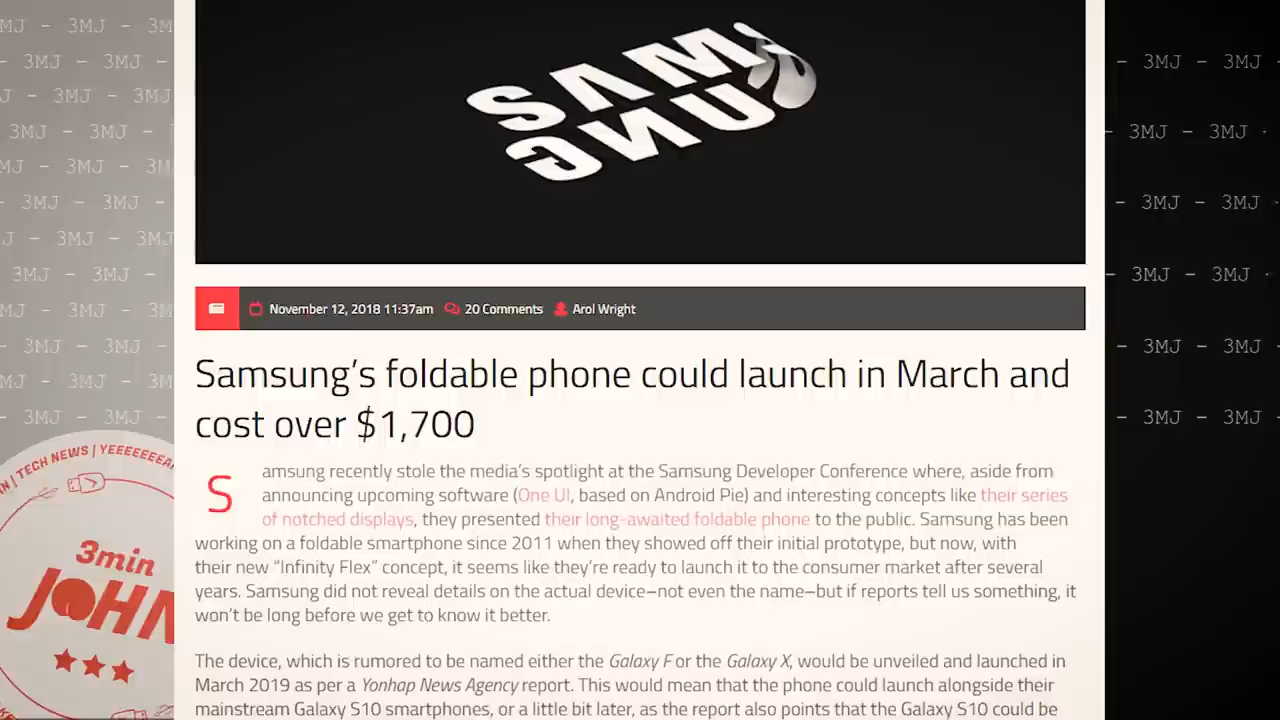 SAM
SUNG
November 12, 2018 11:37am 20 Comments Arol Wright
Samsung's foldable phone could launch in March and
cost over $1,700
Samsung recently stole the media's spotlight at the Samsung Developer Conference where, aside from
announcing upcoming software (One UI, based on Android Pie) and interesting concepts like their series
of notched displays, they presented their long-awaited foldable phone to the public. Samsung has been
working on a foldable smartphone since 2011 when they showed off their initial prototype, but now, with
their new “Infinity Flex” concept, it seems like they're ready to launch it to the consumer market after several
years. Samsung did not reveal details on the actual device–not even the name–but if reports tell us something, it
won't be long before we get to know it better.
The device, which is rumored to be named either the Galaxy F or the Galaxy X, would be unveiled and launched in
March 2019 as per a Yonhap News Agency report. This would mean that the phone could launch alongside their
mainstream Galaxy S10 smartphones, or a little bit later, as the report also points that the Galaxy S10 could be
| TECH NEWS | YEEEEEEEA
3min
JOHN
3MJ - 3MJ - 3MJ
- 3MJ - 3MJ -